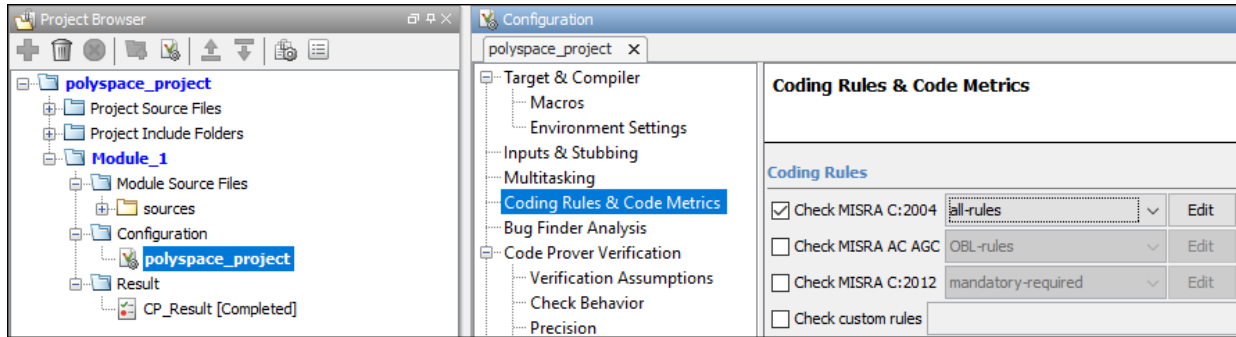 Project Browser
polyspace_project
Project Source Files
Project Include Folders
Module_1
Module Source Files
sources
Configuration
polyspace_project
Result
CP_Result [Completed]
Configuration
polyspace_project X
Target & Compiler
Macros
Environment Settings
Inputs & Stubbing
Multitasking
Coding Rules & Code Metrics
Bug Finder Analysis
Code Prover Verification
Verification Assumptions
Check Behavior
Precision
Coding Rules & Code Metrics
Coding Rules
Check MISRA C:2004 all-rules Edit
Check MISRA AC AGC OBL-rules Edit
Check MISRA C:2012 mandatory-required Edit
Check custom rules